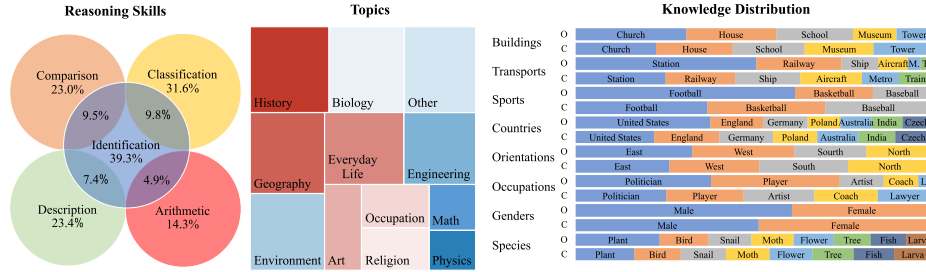 Reasoning Skills
Comparison
23.0%
Classification
31.6%
9.5%
9.8%
Identification
39.3%
7.4%
4.9%
Description
23.4%
Arithmetic
14.3%
Topics
History
Biology
Other
Geography
Everyday
Life
Engineering
Environment
Art
Occupation
Religion
Math
Physics
Knowledge Distribution
Buildings
O Church House School Museum Tower
C Church House School Museum Tower
Transports
O Station Railway Ship Aircraft M. T
C Station Railway Ship Aircraft Metro Train
Sports
O Football Basketball Baseball
C Football Basketball Baseball
Countries
O United States England Germany Poland Australia India Czech
C United States England Germany Poland Australia India Czech
Orientations
O East West Sourth North
C East West South North
Occupations
O Politician Player Artist Coach L
C Politician Player Artist Coach Lawyer
Genders
O Male Female
C Male Female
Species
O Plant Bird Snail Moth Flower Tree Fish Larv
C Plant Bird Snail Moth Flower Tree Fish Larva